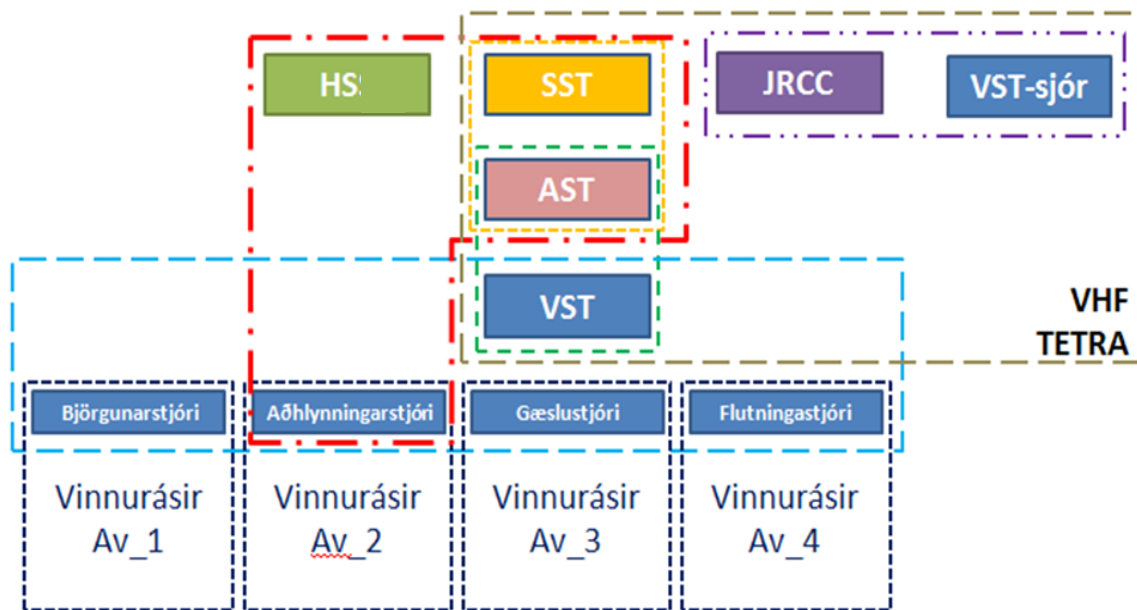 SST
JRCC
VST-sjór
AST
VST
VHF
TETRA
Björgunarstjóri
Aðhlynningarstjóri
Gæslustjóri
Flutningastjóri
Vinnurásir
Av_1
Vinnurásir
Av_2
Vinnurásir
Av_3
Vinnurásir
Av_4